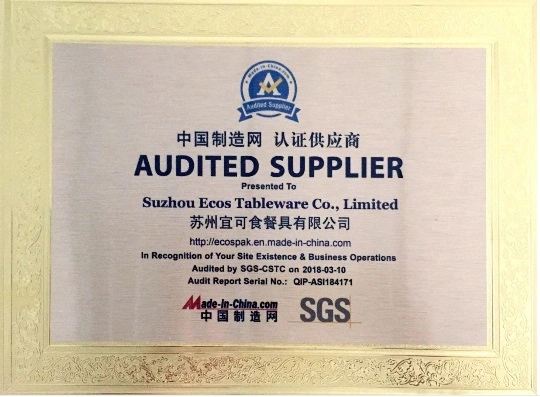 Made-in-China.com
Audited Supplier
中国制造网 认证供应商
AUDITED SUPPLIER
Presented To
Suzhou Ecos Tableware Co., Limited
苏州宜可食餐具有限公司
http://ecospak.en.made-in-china.com
In Recognition of Your Site Existence & Business Operations
Audited by SGS-CSTC on 2018-03-10
Audit Report Serial No.: QIP-ASI184171
Made-in-China.com
中国制造网
SGS